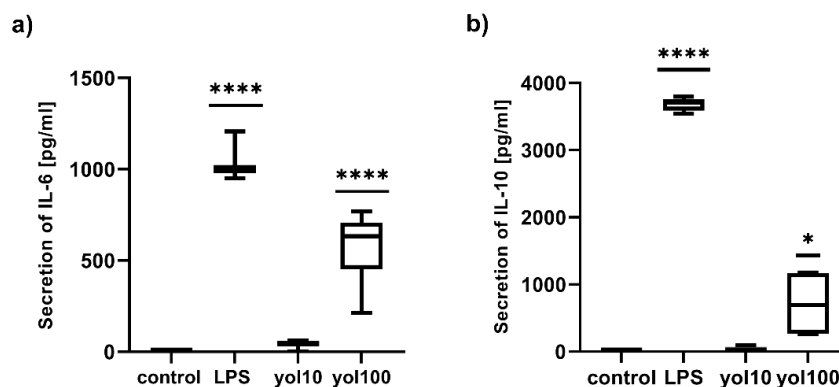 a)
Secretion of IL-6 [pg/ml]
1500
1000
500
0
****
****
control LPS yol10 yol100
b)
Secretion of IL-10 [pg/ml]
4000
3000
2000
1000
0
****
*
control LPS yol10 yol100